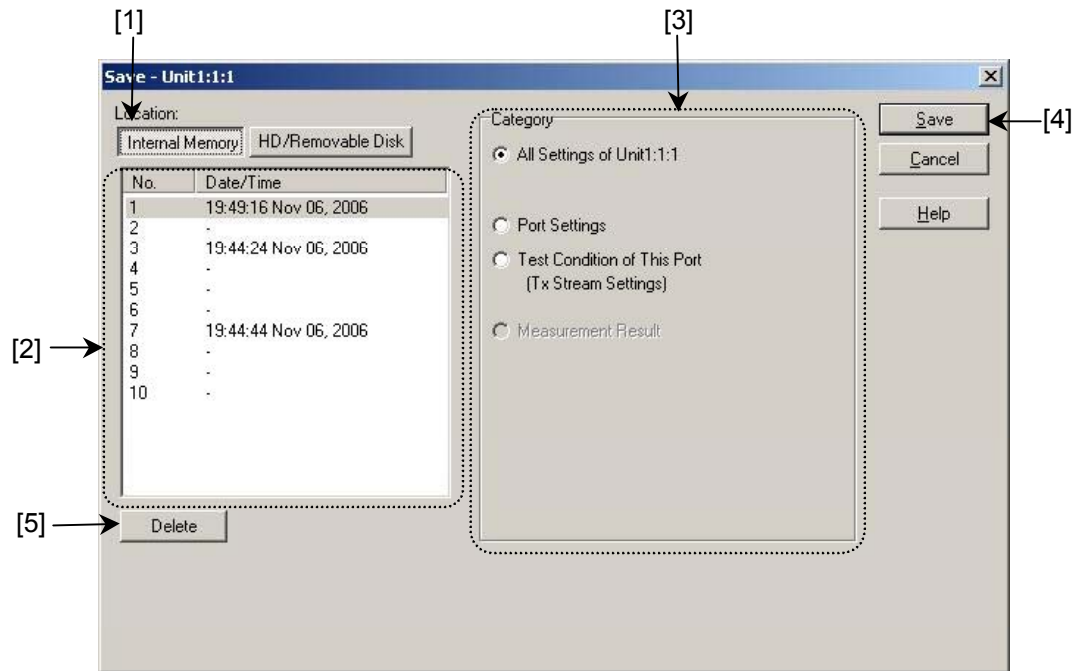 [1]
[3]
Save - Unit1:1:1
Location:
Internal Memory
HD/Removable Disk
No. Date/Time
1 19:49:16 Nov 06, 2006
2 -
3 19:44:24 Nov 06, 2006
4 -
5 -
6 -
7 19:44:44 Nov 06, 2006
8 -
9 -
10 -
[2]
[5]
Delete
Category
All Settings of Unit1:1:1
Port Settings
Test Condition of This Port
(Tx Stream Settings)
Measurement Result
Save
[4]
Cancel
Help